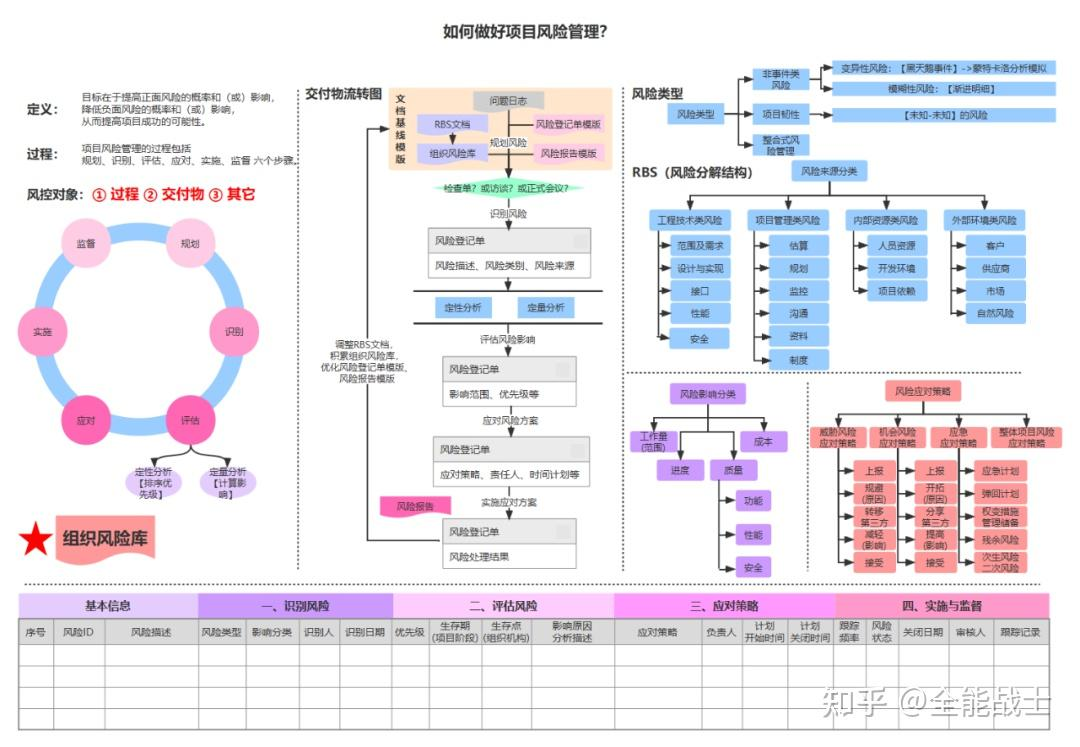 如何做好项目风险管理?
定义:
目标在于提高正面风险的概率和(或)影响,
降低负面风险的概率和(或)影响,
从而提高项目成功的可能性。
过程:
项目风险管理的过程包括
规划、识别、评估、应对、实施、监督 六个步骤。
风控对象: ① 过程 ② 交付物 ③ 其它
监督
规划
实施
识别
应对
评估
定性分析
【排序优
先级】
定量分析
【计算影
响】
组织风险库
交付物流转图
文档基线模版
问题日志
RBS文档
风险登记单模版
规划风险
组织风险库
风险报告模版
检查单? 或访谈? 或正式会议?
识别风险
风险登记单
风险描述、风险类别、风险来源
定性分析
定量分析
评估风险影响
风险登记单
影响范围、优先级等
应对风险方案
风险登记单
应对策略、责任人、时间计划等
实施应对方案
风险报告
风险登记单
风险处理结果
调整RBS文档,
积累组织风险库,
优化风险登记单模版,
风险报告模版
风险类型
风险类型
非事件类
风险
变异性风险: 【黑天鹅事件】->蒙特卡洛分析模拟
模糊性风险: 【渐进明细】
项目韧性
【未知-未知】的风险
整合式风
险管理
RBS(风险分解结构)
风险来源分类
工程技术类风险
项目管理类风险
内部资源类风险
外部环境类风险
范围及需求
估算
人员资源
客户
设计与实现
规划
开发环境
供应商
接口
监控
项目依赖
市场
性能
沟通
自然风险
安全
资料
制度
风险影响分类
工作量
(范围)
成本
进度
质量
功能
性能
安全
风险应对策略
威胁风险
应对策略
机会风险
应对策略
应急
应对策略
整体项目风险
应对策略
上报
上报
应急计划
规避
(原因)
开拓
(原因)
弹回计划
转移
第三方
分享
第三方
权变措施
管理储备
减轻
(影响)
提高
(影响)
残余风险
接受
接受
次生风险
二次风险
基本信息
一、识别风险
二、评估风险
三、应对策略
四、实施与监督
序号
风险ID
风险描述
风险类型
影响分类
识别人
识别日期
优先级
生存期
(项目阶段)
生存点
(组织机构)
影响原因
分析描述
应对策略
负责人
计划
开始时间
计划
关闭时间
跟踪
频率
风险
状态
关闭日期
审核人
跟踪记录
知乎 @全能战士